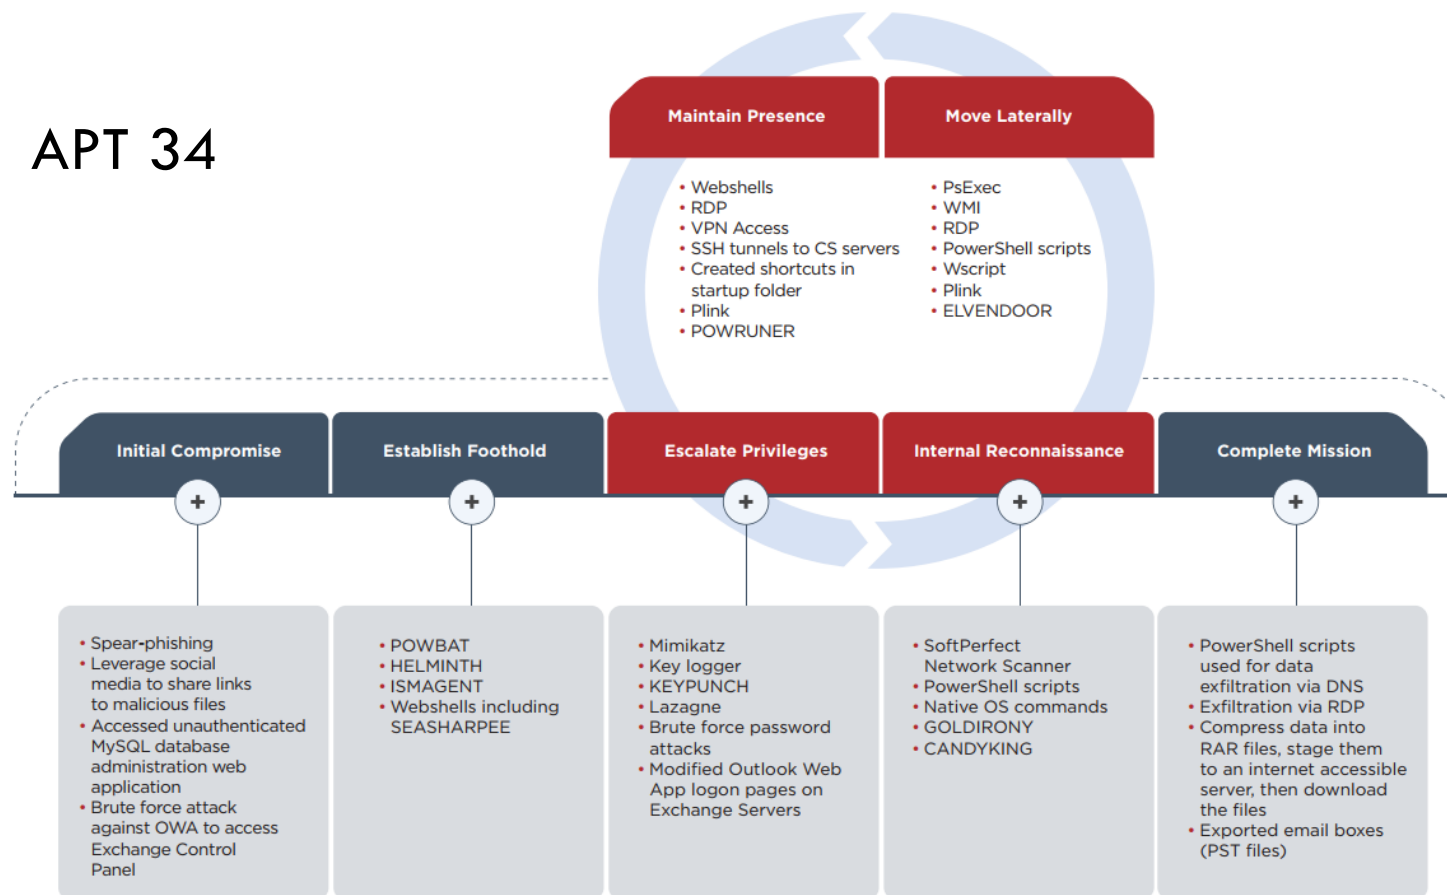 APT 34
Maintain Presence
Move Laterally
• Webshells
• RDP
• VPN Access
• SSH tunnels to CS servers
• Created shortcuts in
startup folder
• Plink
• POWRUNER
• PsExec
• WMI
• RDP
• PowerShell scripts
• Wscript
• Plink
• ELVENDOOR
Initial Compromise
Establish Foothold
Escalate Privileges
Internal Reconnaissance
Complete Mission
+
+
+
+
+
• Spear-phishing
• Leverage social
media to share links
to malicious files
• Accessed unauthenticated
MySQL database
administration web
application
• Brute force attack
against OWA to access
Exchange Control
Panel
• POWBAT
• HELMINTH
• ISMAGENT
• Webshells including
SEASHARPEE
• Mimikatz
• Key logger
• KEYPUNCH
• Lazagne
• Brute force password
attacks
• Modified Outlook Web
App logon pages on
Exchange Servers
• SoftPerfect
Network Scanner
• PowerShell scripts
• Native OS commands
• GOLDIRONY
• CANDYKING
• PowerShell scripts
used for data
exfiltration via DNS
• Exfiltration via RDP
• Compress data into
RAR files, stage them
to an internet accessible
server, then download
the files
• Exported email boxes
(PST files)